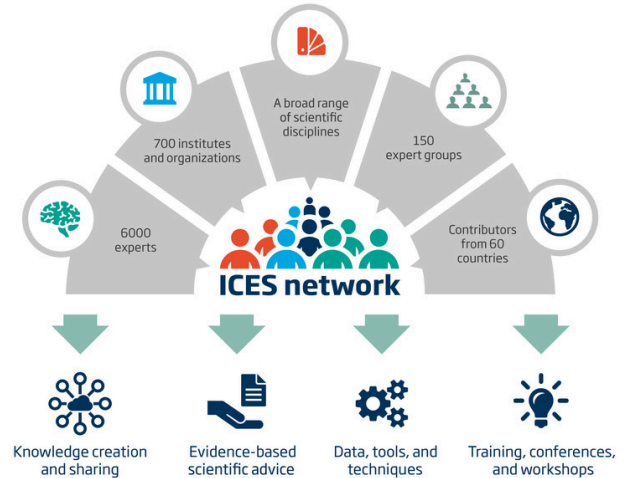 A broad range
of scientific
disciplines
700 institutes
and organizations
150
expert groups
6000
experts
Contributors
from 60
countries
ICES network
Knowledge creation
and sharing
Evidence-based
scientific advice
Data, tools, and
techniques
Training, conferences,
and workshops